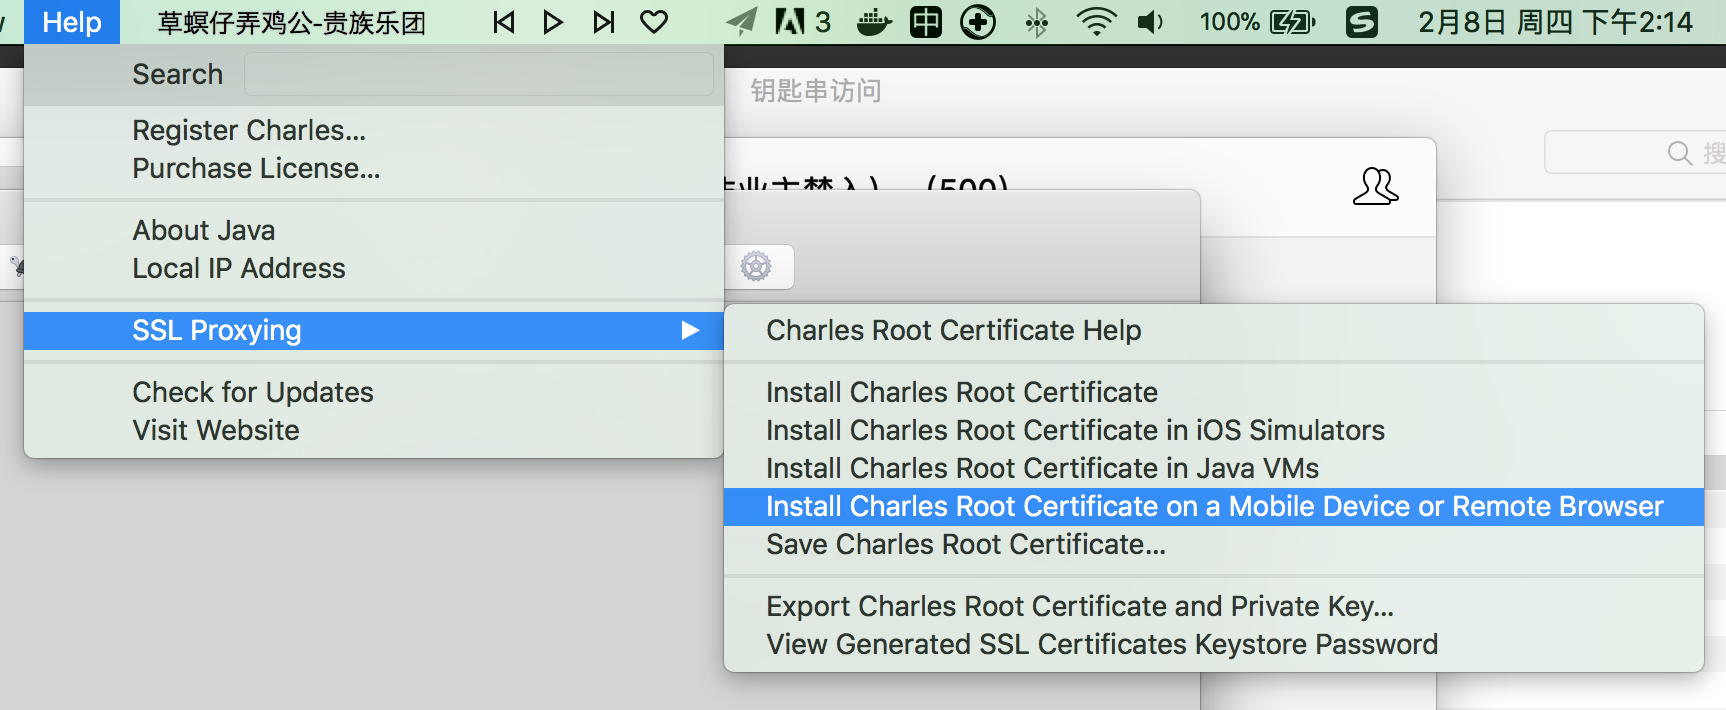 Help 草螟仔弄鸡公-贵族乐团 3 中 100% 2月8日 周四 下午2:14
Search
钥匙串访问
搜
Register Charles...
Purchase License...
(500)
About Java
Local IP Address
SSL Proxying
Check for Updates
Visit Website
Charles Root Certificate Help
Install Charles Root Certificate
Install Charles Root Certificate in iOS Simulators
Install Charles Root Certificate in Java VMs
Install Charles Root Certificate on a Mobile Device or Remote Browser
Save Charles Root Certificate...
Export Charles Root Certificate and Private Key...
View Generated SSL Certificates Keystore Password